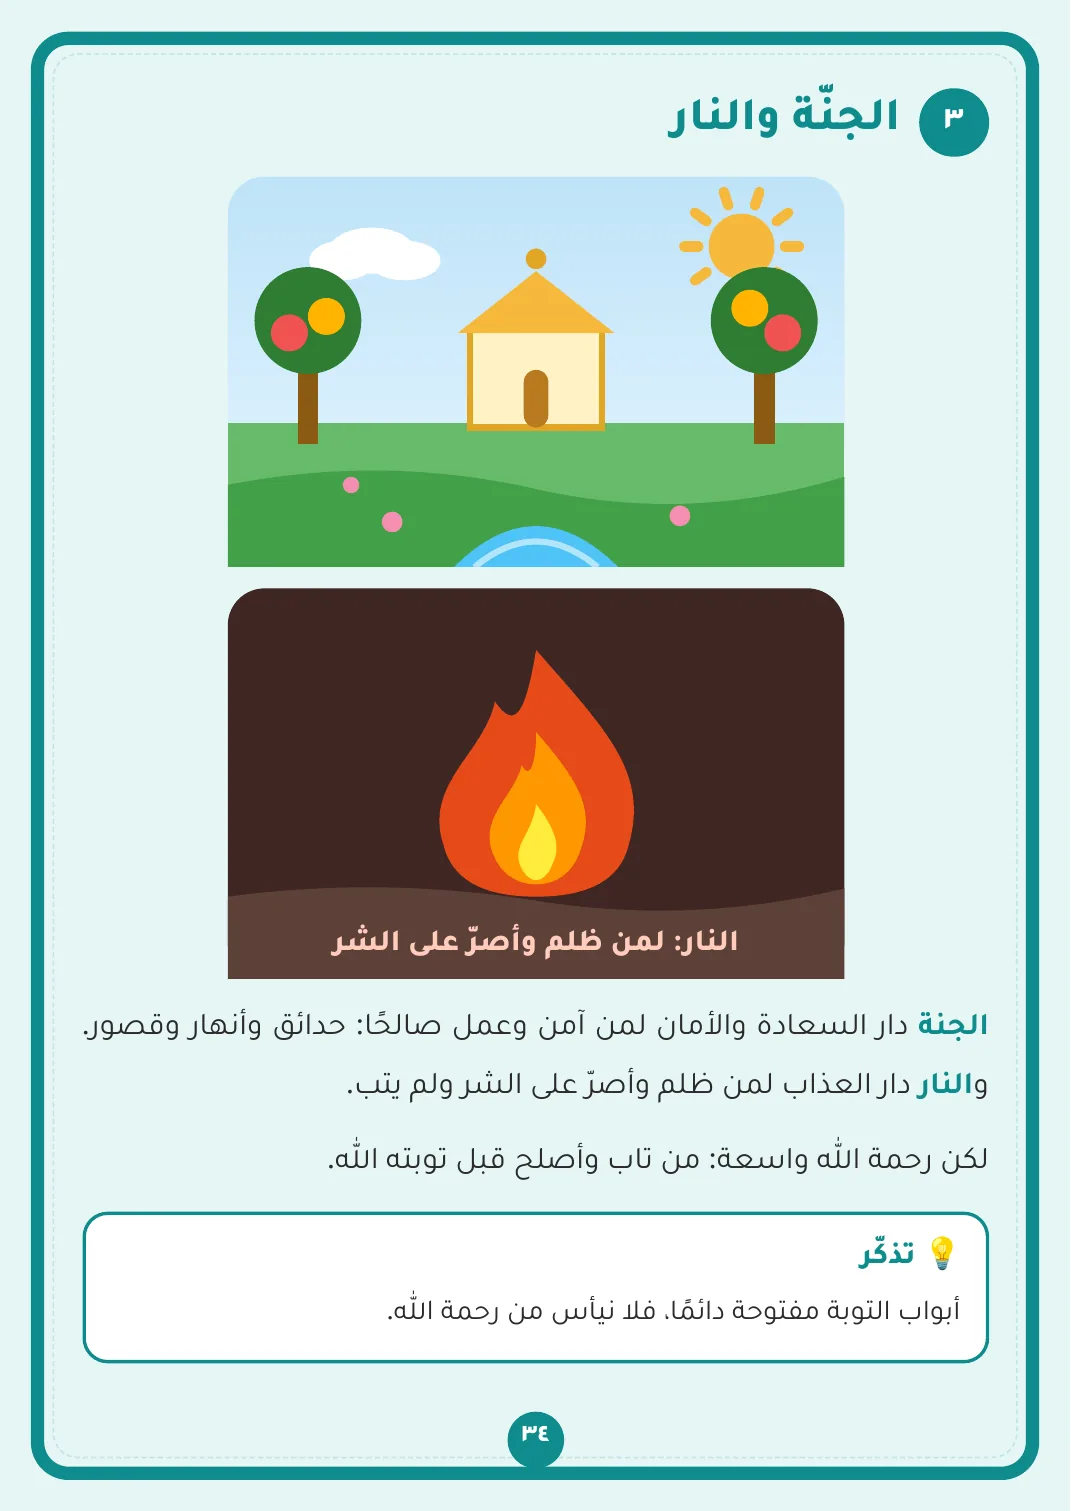 ٣
الجنّة والنار
النار: لمن ظلم وأصرّ على الشر
الجنة دار السعادة والأمان لمن آمن وعمل صالحًا: حدائق وأنهار وقصور.
والنار دار العذاب لمن ظلم وأصرّ على الشر ولم يتب.
لكن رحمة الله واسعة: من تاب وأصلح قبل توبته الله.
💡 تذكّر
أبواب التوبة مفتوحة دائمًا، فلا نيأس من رحمة الله.
٣٤